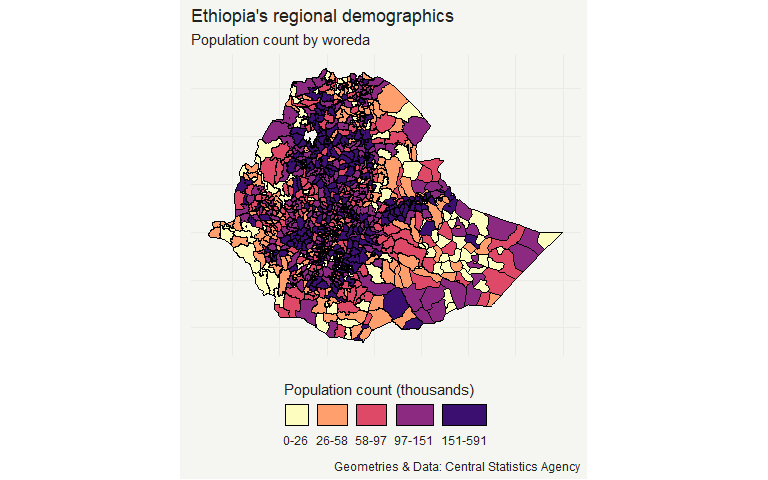 Ethiopia's regional demographics
Population count by woreda
Population count (thousands)
0-26 26-58 58-97 97-151 151-591
Geometries & Data: Central Statistics Agency